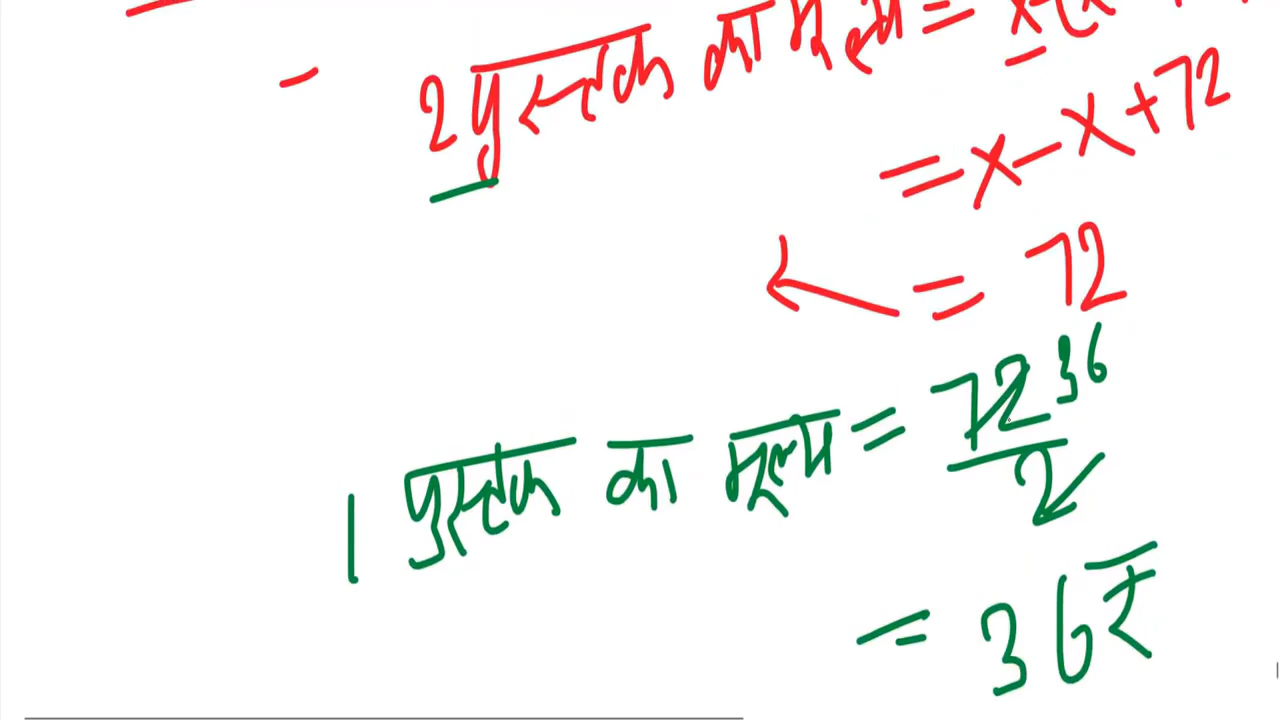 2 पुस्तक का मूल्य = x-(x
= x - x + 72
= 72
1 पुस्तक का मूल्य = 72/2 36
= 36₹